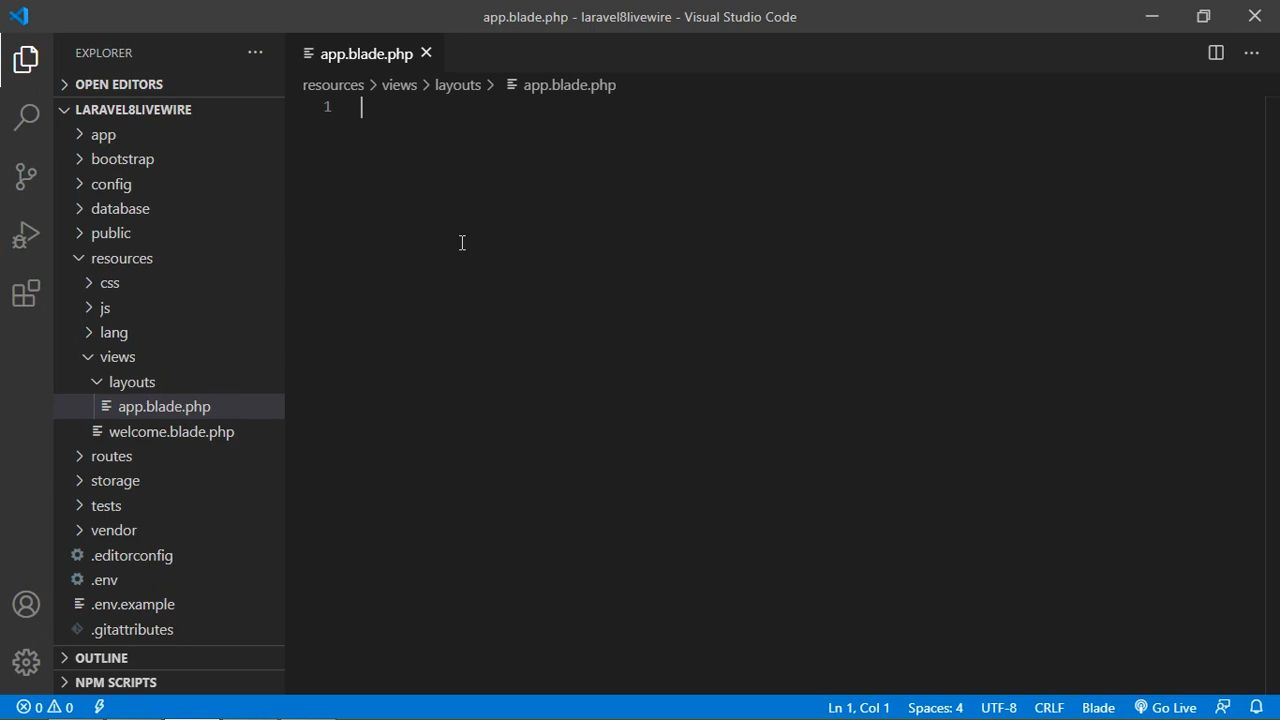 app.blade.php - laravel8livewire - Visual Studio Code
EXPLORER
OPEN EDITORS
LARAVEL8LIVEWIRE
app
bootstrap
config
database
public
resources
css
js
lang
views
layouts
app.blade.php
welcome.blade.php
routes
storage
tests
vendor
.editorconfig
.env
.env.example
.gitattributes
OUTLINE
NPM SCRIPTS
app.blade.php
resources > views > layouts > app.blade.php
1
0 0
Ln 1, Col 1 Spaces: 4 UTF-8 CRLF Blade Go Live